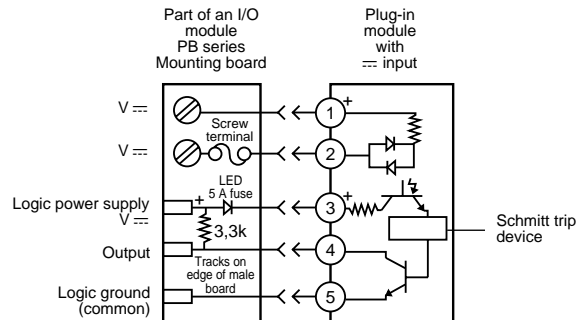 Part of an I/O
module
PB series
Mounting board
Plug-in
module
with
⎓ input
V ⎓
1
+
Screw
terminal
V ⎓
2
LED
5 A fuse
Logic power supply
V ⎓
+
3
+
3,3k
Schmitt trip
device
Output
4
Tracks on
edge of male
board
Logic ground
(common)
5